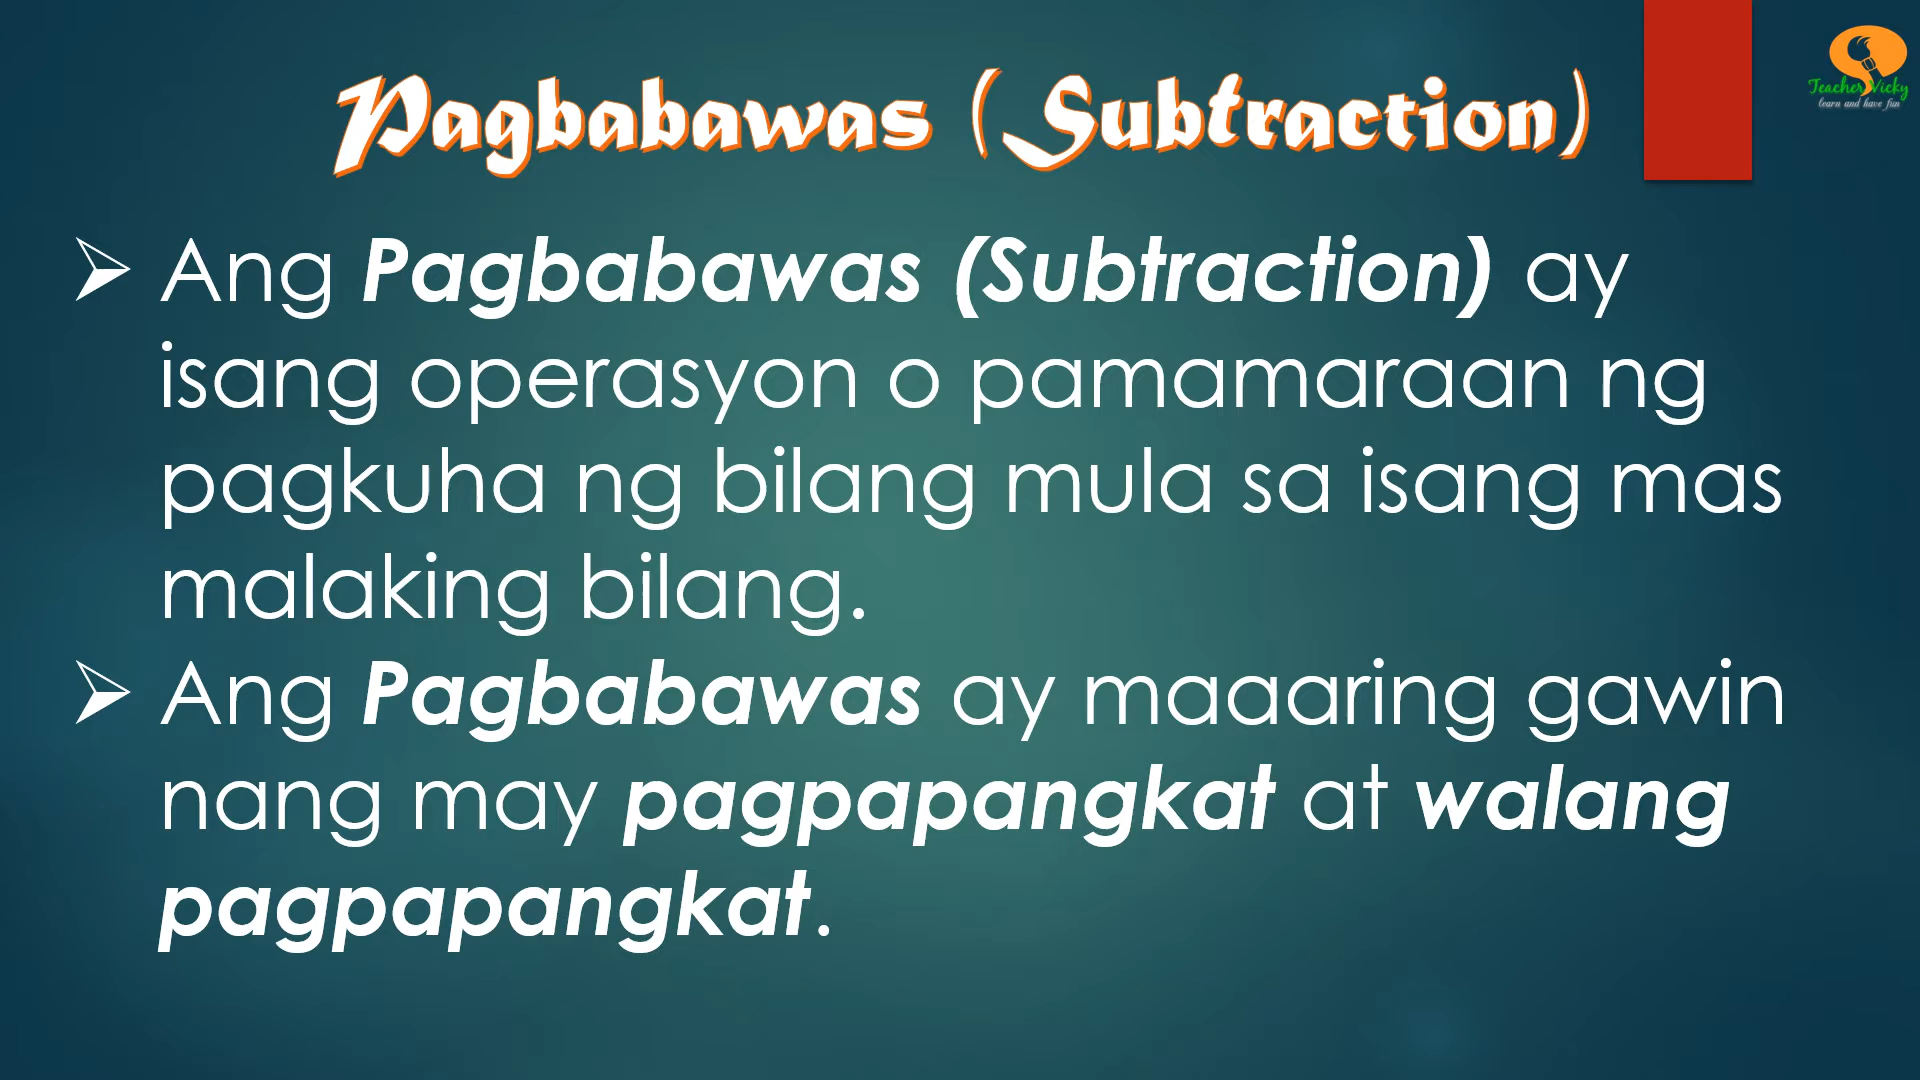 Pagbabawas (Subtraction)
Teacher Vicky
learn and have fun
➢ Ang Pagbabawas (Subtraction) ay
isang operasyon o pamamaraan ng
pagkuha ng bilang mula sa isang mas
malaking bilang.
➢ Ang Pagbabawas ay maaaring gawin
nang may pagpapangkat at walang
pagpapangkat.